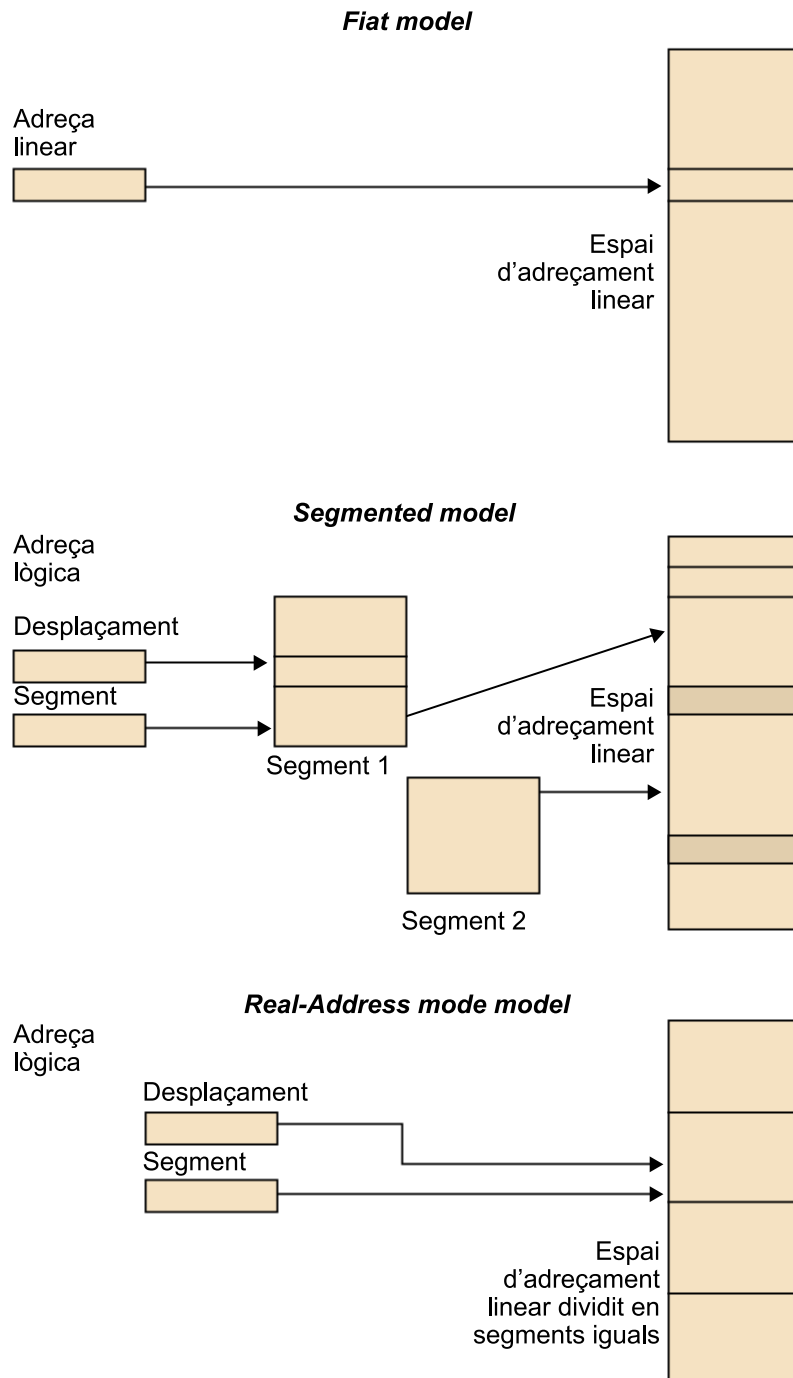 Fiat model
Adreça
linear
Espai
d'adreçament
linear
Segmented model
Adreça
lògica
Desplaçament
Segment
Segment 1
Espai
d'adreçament
linear
Segment 2
Real-Address mode model
Adreça
lògica
Desplaçament
Segment
Espai
d'adreçament
linear dividit en
segments iguals